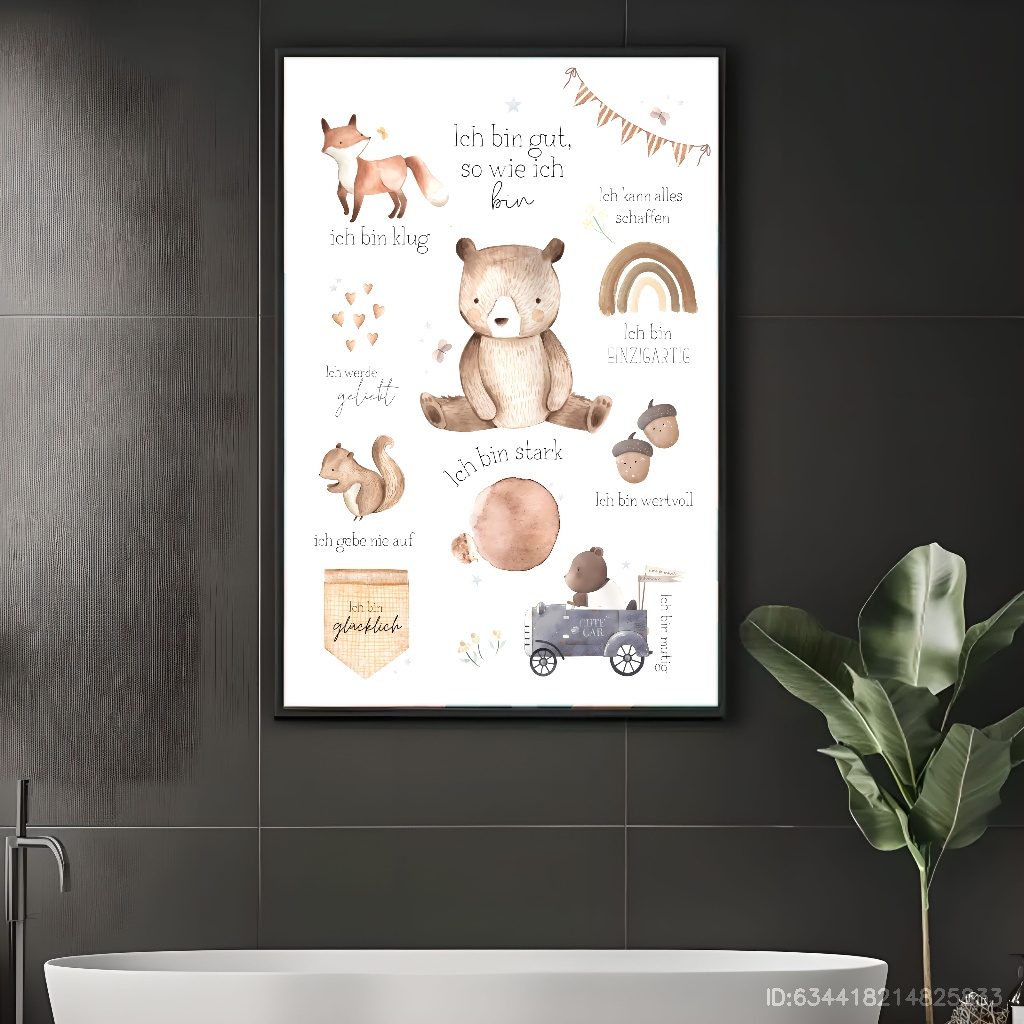 Ich bin gut,
so wie ich
bin
ich bin klug
Ich kann alles
schaffen
Ich bin
EINZIGARTIG
Ich werde
geliebt
Ich bin stark
Ich bin wertvoll
ich gebe nie auf
Ich bin
glücklich
CUTE
CAR
Ich bin mutig
ID:634418214825933